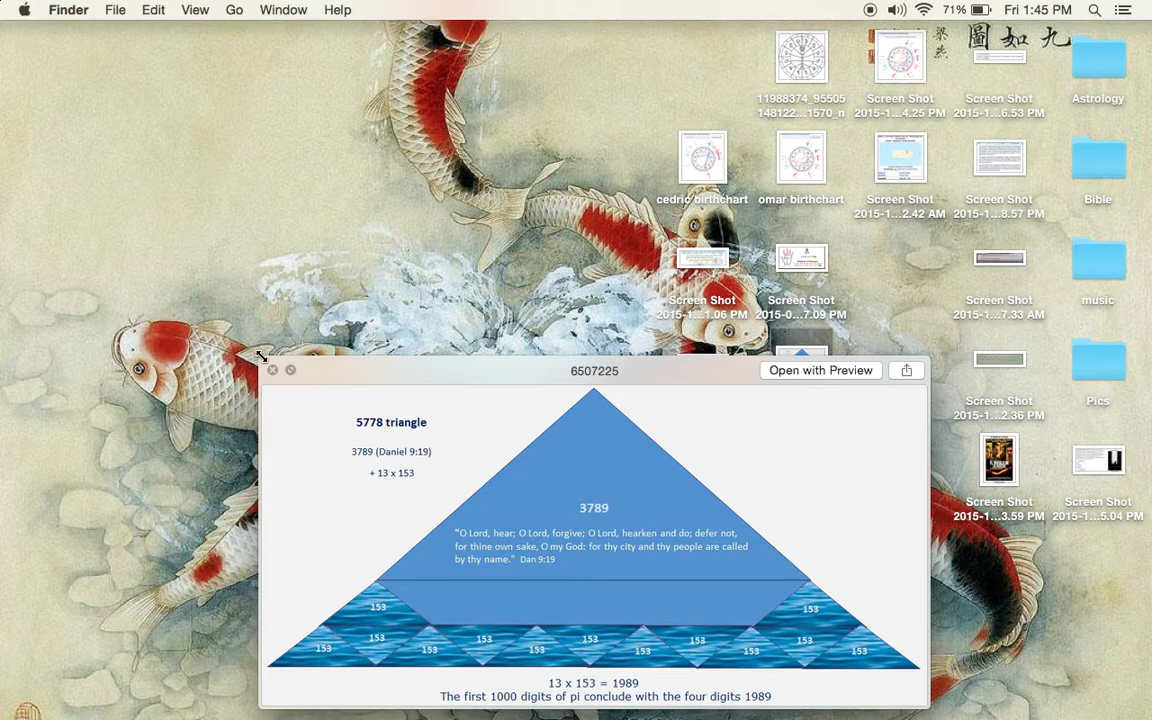 Finder File Edit View Go Window Help 71% Fri 1:45 PM
圖如九
梁
燕
11988374_95505
148122...1570_n
Screen Shot
2015-1...4.25 PM
Screen Shot
2015-1...6.53 PM
Astrology
cedric birthchart
omar birthchart
Screen Shot
2015-1...2.42 AM
Screen Shot
2015-1...8.57 PM
Bible
Screen Shot
2015-1...1.06 PM
Screen Shot
2015-0...7.09 PM
Screen Shot
2015-1...7.33 AM
music
Screen Shot
2015-1...2.36 PM
Pics
Screen Shot
2015-1...3.59 PM
Screen Shot
2015-1...5.04 PM
6507225
Open with Preview
5778 triangle
3789 (Daniel 9:19)
+ 13 x 153
3789
"O Lord, hear; O Lord, forgive; O Lord, hearken and do; defer not,
for thine own sake, O my God: for thy city and thy people are called
by thy name." Dan 9:19
153 153
153 153 153 153 153
153 153 153 153 153 153
13 x 153 = 1989
The first 1000 digits of pi conclude with the four digits 1989